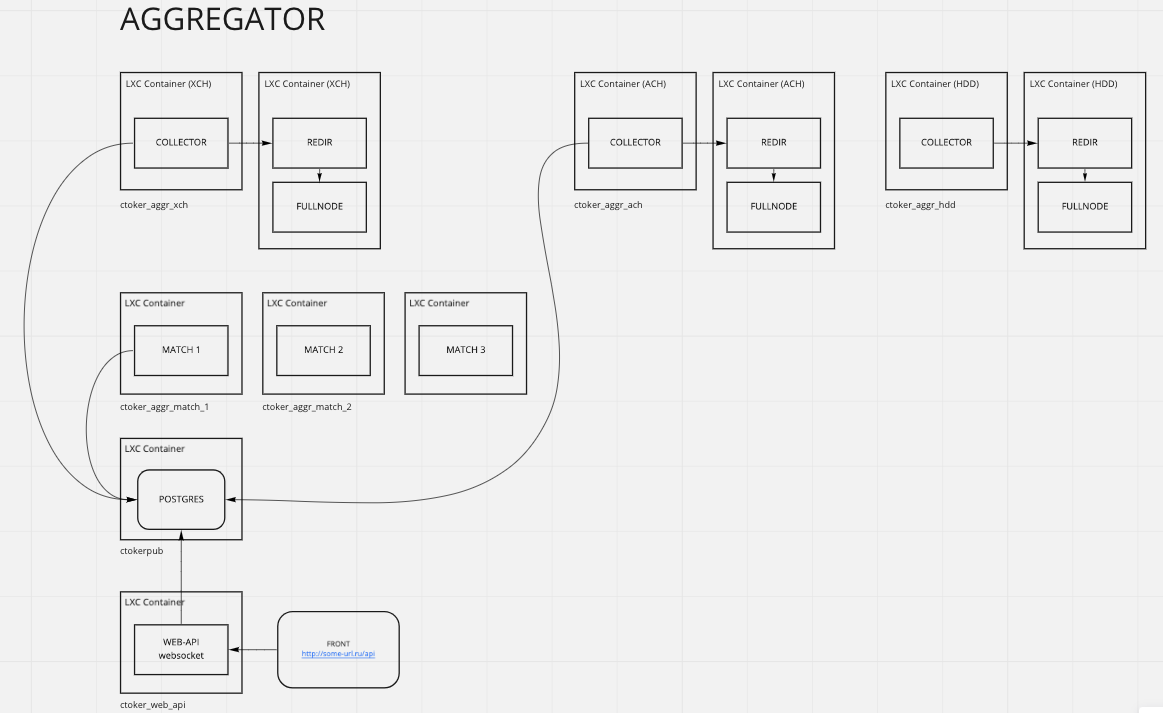 AGGREGATOR
LXC Container (XCH)
LXC Container (XCH)
LXC Container (ACH)
LXC Container (ACH)
LXC Container (HDD)
LXC Container (HDD)
COLLECTOR
REDIR
COLLECTOR
REDIR
COLLECTOR
REDIR
FULLNODE
FULLNODE
FULLNODE
ctoker_aggr_xch
ctoker_aggr_ach
ctoker_aggr_hdd
LXC Container
LXC Container
LXC Container
MATCH 1
MATCH 2
MATCH 3
ctoker_aggr_match_1
ctoker_aggr_match_2
LXC Container
POSTGRES
ctokerpub
LXC Container
WEB-API
websocket
FRONT
http://some-url.ru/api
ctoker_web_api